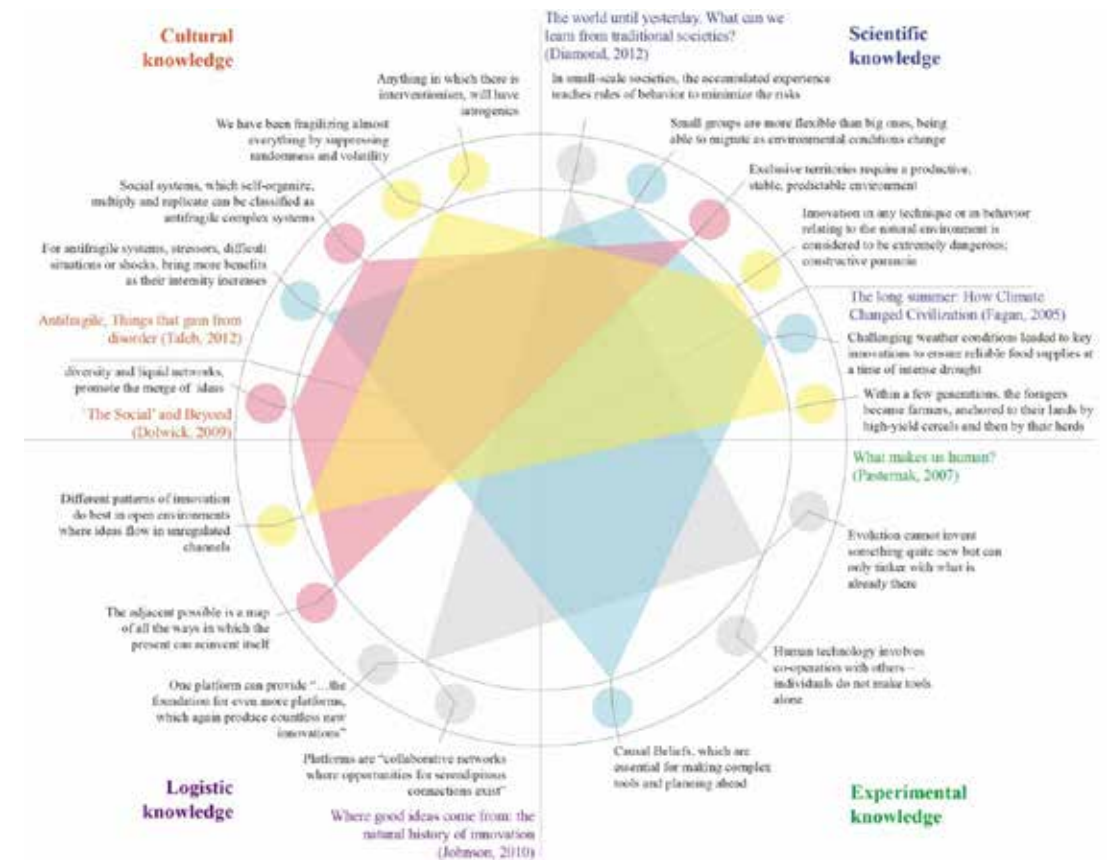 Cultural
knowledge
Anything in which there is
interventionism, will have
iatrogenics
We have been fragilizing almost
everything by suppressing
randomness and volatility
Social systems, which self-organize,
multiply and replicate can be classified as
antifragile complex systems
For antifragile systems, stressors, difficult
situations or shocks, bring more benefits
as their intensity increases
Antifragile, Things that gain from
disorder (Taleb, 2012)
diversity and liquid networks,
promote the merge of ideas
'The Social' and Beyond
(Dolwick, 2009)
The world until yesterday. What can we
learn from traditional societies?
(Diamond, 2012)
Scientific
knowledge
In small-scale societies, the accumulated experience
teaches rules of behavior to minimize the risks
Small groups are more flexible than big ones, being
able to migrate as environmental conditions change
Exclusive territories require a productive,
stable, predictable environment
Innovation in any technique or in behavior
relating to the natural environment is
considered to be extremely dangerous;
constructive paranoia
The long summer: How Climate
Changed Civilization (Fagan, 2005)
Challenging weather conditions leaded to key
innovations to ensure reliable food supplies at
a time of intense drought
Within a few generations, the foragers
became farmers, anchored to their lands by
high-yield cereals and then by their herds
Different patterns of innovation
do best in open environments
where ideas flow in unregulated
channels
The adjacent possible is a map
of all the ways in which the
present can reinvent itself
One platform can provide "…the
foundation for even more platforms,
which again produce countless new
innovations"
Platforms are "collaborative networks
where opportunities for serendipitous
connections exist"
Logistic
knowledge
Where good ideas come from: the
natural history of innovation
(Johnson, 2010)
What makes us human?
(Pasternak, 2007)
Evolution cannot invent
something quite new bot can
only tinker with what is
already there
Human technology involves
co-operation with others –
individuals do not make tools
alone
Causal Beliefs, which are
essential for making complex
tools and planning ahead
Experimental
knowledge